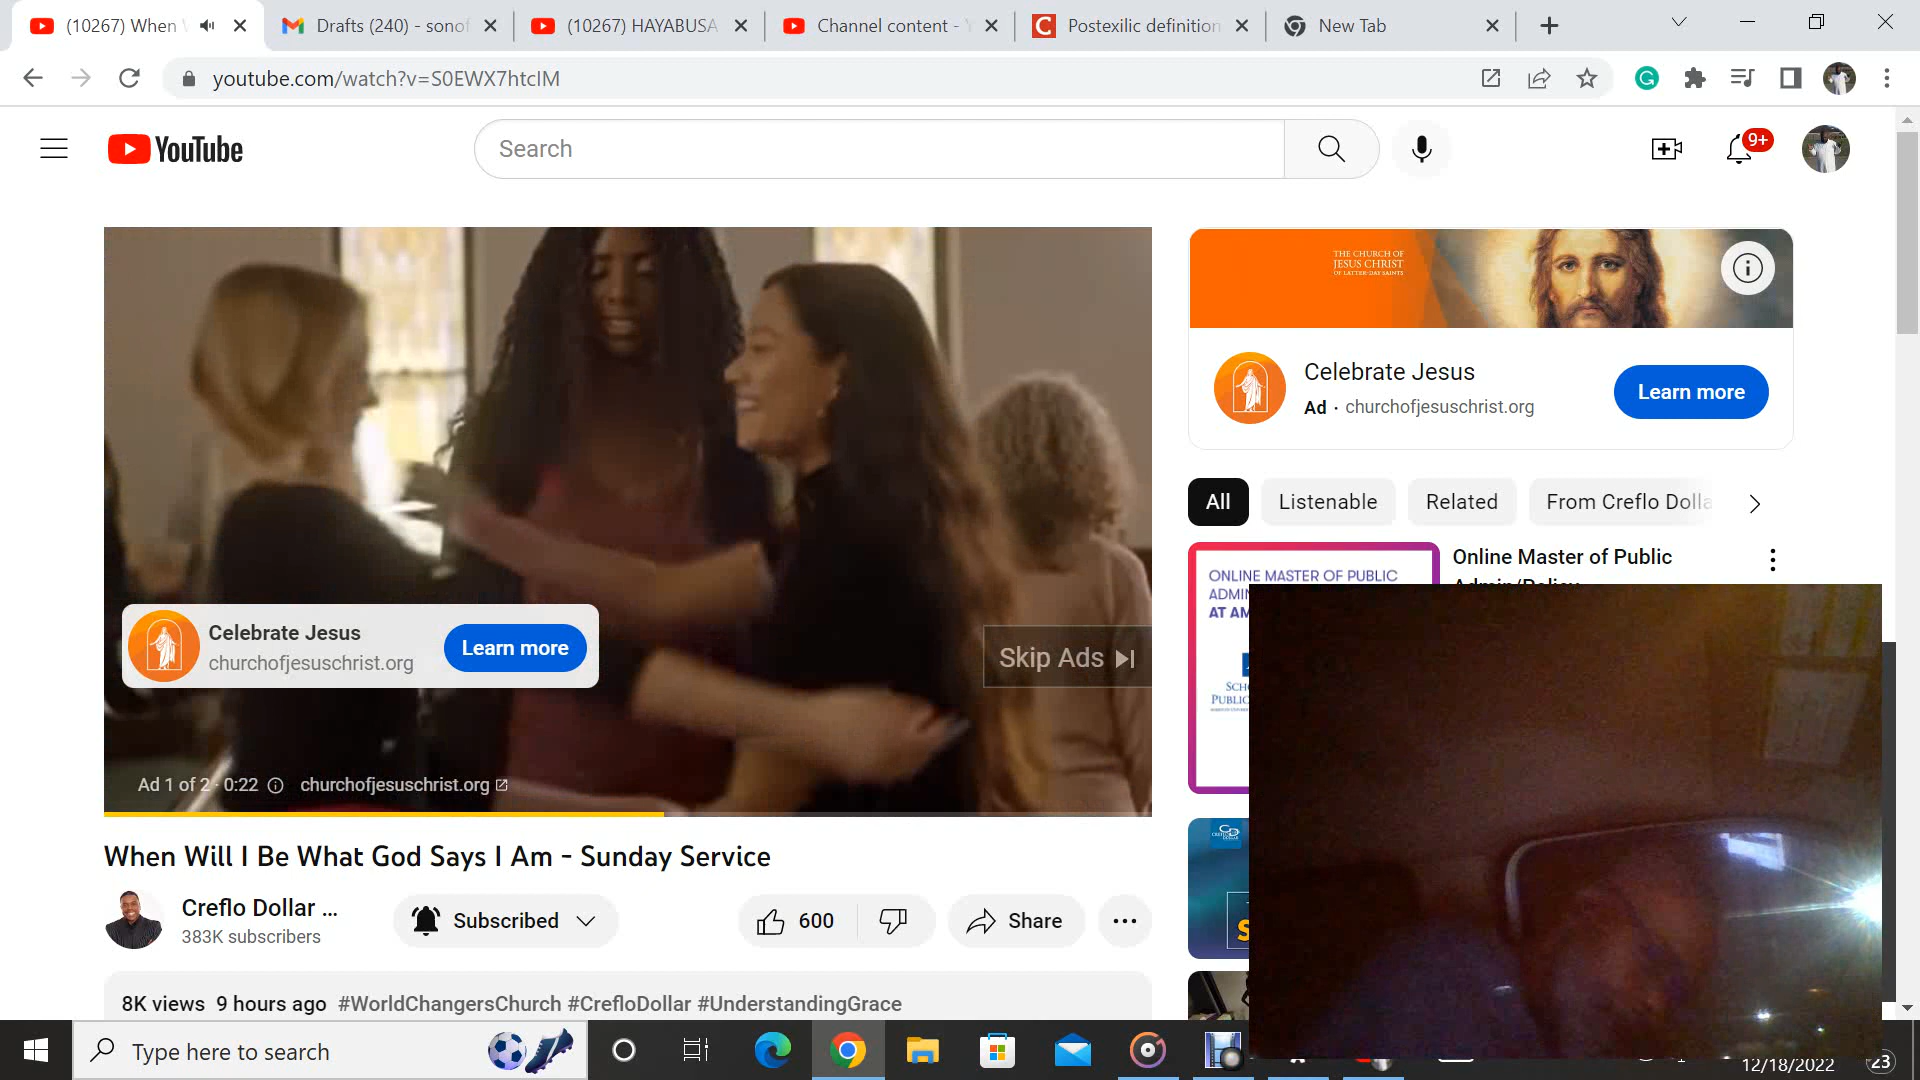 (10267) When
Drafts (240) - sonof
(10267) HAYABUSA
Channel content -
Postexilic definition
New Tab
youtube.com/watch?v=S0EWX7htcIM
YouTube
Search
9+
THE CHURCH OF
JESUS CHRIST
OF LATTER-DAY SAINTS
Celebrate Jesus
Ad · churchofjesuschrist.org
Learn more
All
Listenable
Related
From Creflo Dolla
Online Master of Public
Admin/Policy
ONLINE MASTER OF PUBLIC
Celebrate Jesus
churchofjesuschrist.org
Learn more
Skip Ads
Ad 1 of 2 · 0:22
churchofjesuschrist.org
When Will I Be What God Says I Am - Sunday Service
Creflo Dollar ...
383K subscribers
Subscribed
600
Share
8K views 9 hours ago #WorldChangersChurch #CrefloDollar #UnderstandingGrace
Type here to search
12/18/2022
23